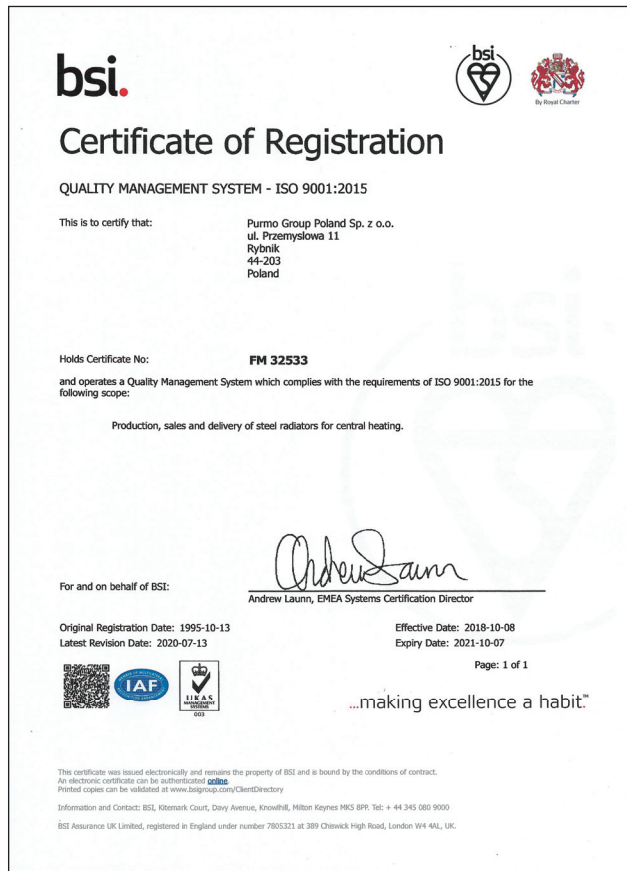 bsi.
bsi
By Royal Charter
Certificate of Registration
QUALITY MANAGEMENT SYSTEM - ISO 9001:2015
This is to certify that:
Purmo Group Poland Sp. z o.o.
ul. Przemyslowa 11
Rybnik
44-203
Poland
Holds Certificate No:
FM 32533
and operates a Quality Management System which complies with the requirements of ISO 9001:2015 for the
following scope:
Production, sales and delivery of steel radiators for central heating.
For and on behalf of BSI:
Andrew Launn, EMEA Systems Certification Director
Original Registration Date: 1995-10-13
Effective Date: 2018-10-08
Latest Revision Date: 2020-07-13
Expiry Date: 2021-10-07
Page: 1 of 1
IAF
UKAS
MANAGEMENT
SYSTEMS
003
...making excellence a habit.™
This certificate was issued electronically and remains the property of BSI and is bound by the conditions of contract.
An electronic certificate can be authenticated online.
Printed copies can be validated at www.bsigroup.com/ClientDirectory
Information and Contact: BSI, Kitemark Court, Davy Avenue, Knowlhill, Milton Keynes MK5 8PP. Tel: + 44 345 080 9000
BSI Assurance UK Limited, registered in England under number 7805321 at 389 Chiswick High Road, London W4 4AL, UK.